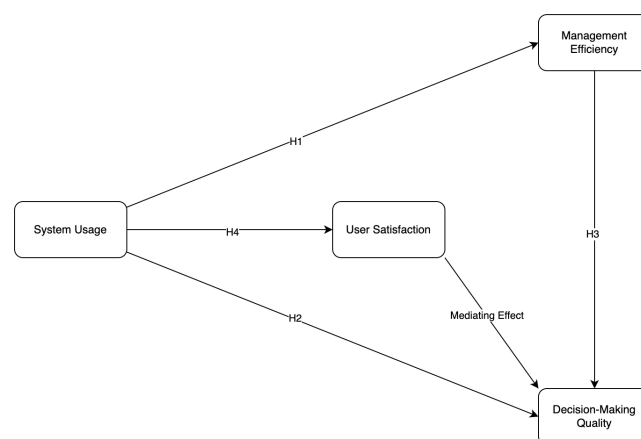 Management
Efficiency
H1
System Usage
H4
User Satisfaction
H3
H2
Mediating Effect
Decision-Making
Quality